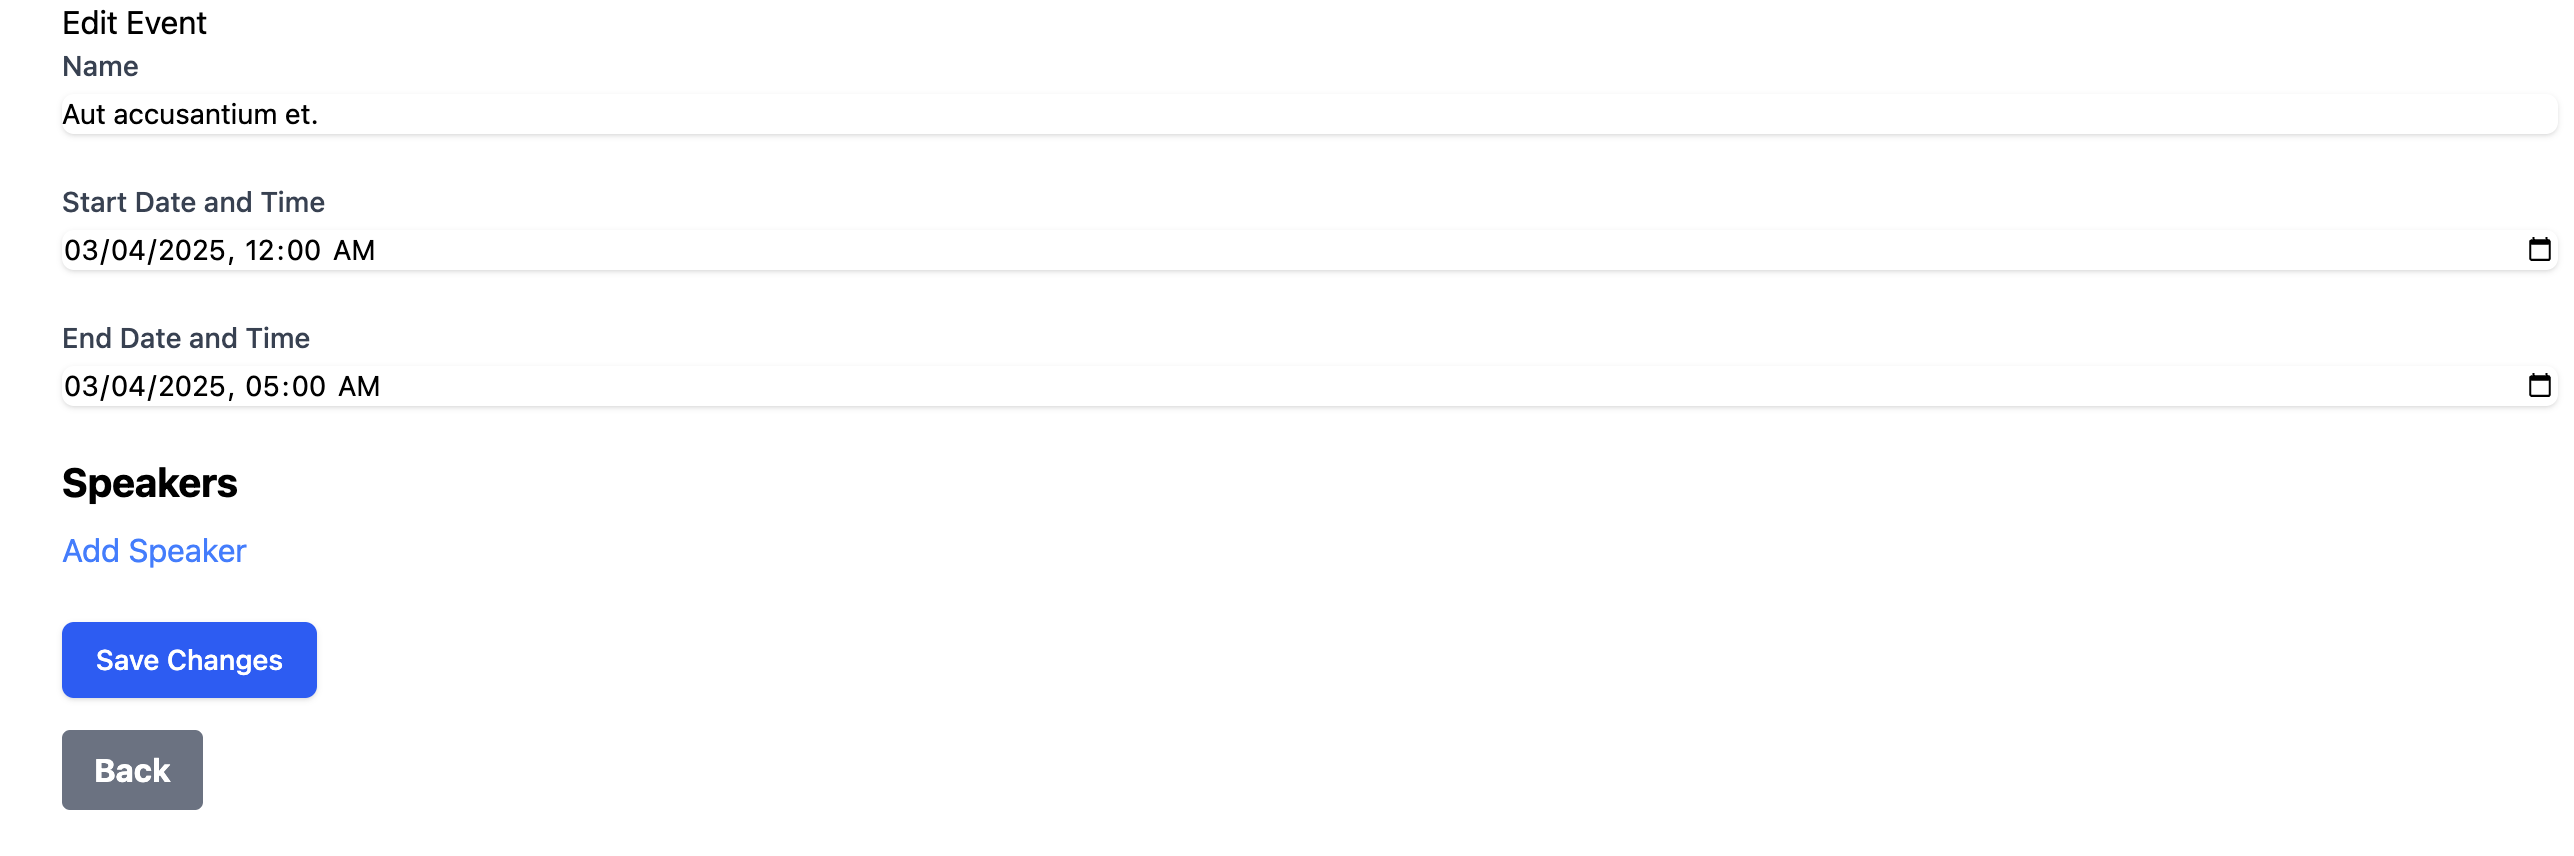 Edit Event
Name
Aut accusantium et.
Start Date and Time
03/04/2025, 12:00 AM
End Date and Time
03/04/2025, 05:00 AM
Speakers
Add Speaker
Save Changes
Back